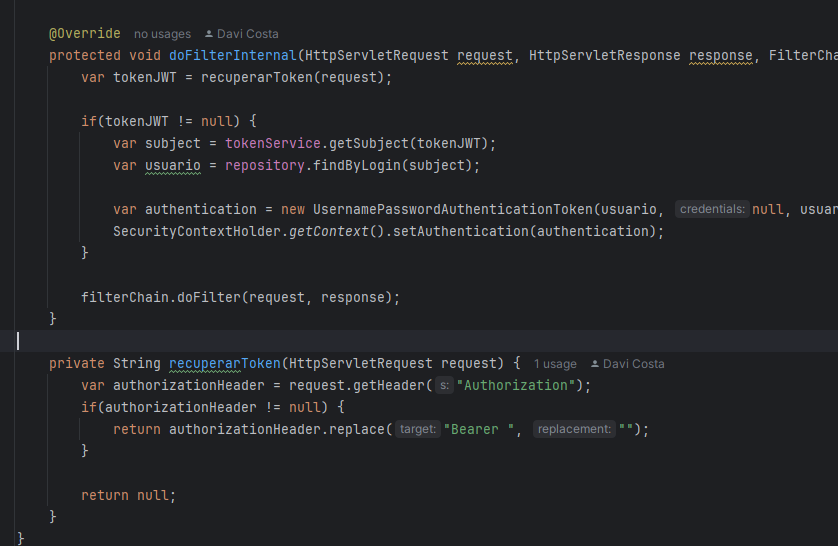 @Override no usages Davi Costa
protected void doFilterInternal(HttpServletRequest request, HttpServletResponse response, FilterCha
var tokenJWT = recuperarToken(request);
if(tokenJWT != null) {
var subject = tokenService.getSubject(tokenJWT);
var usuario = repository.findByLogin(subject);
var authentication = new UsernamePasswordAuthenticationToken(usuario, credentials: null, usuar
SecurityContextHolder.getContext().setAuthentication(authentication);
}
filterChain.doFilter(request, response);
}
private String recuperarToken(HttpServletRequest request) { 1 usage Davi Costa
var authorizationHeader = request.getHeader( s: "Authorization");
if(authorizationHeader != null) {
return authorizationHeader.replace( target: "Bearer ", replacement: "");
}
return null;
}
}